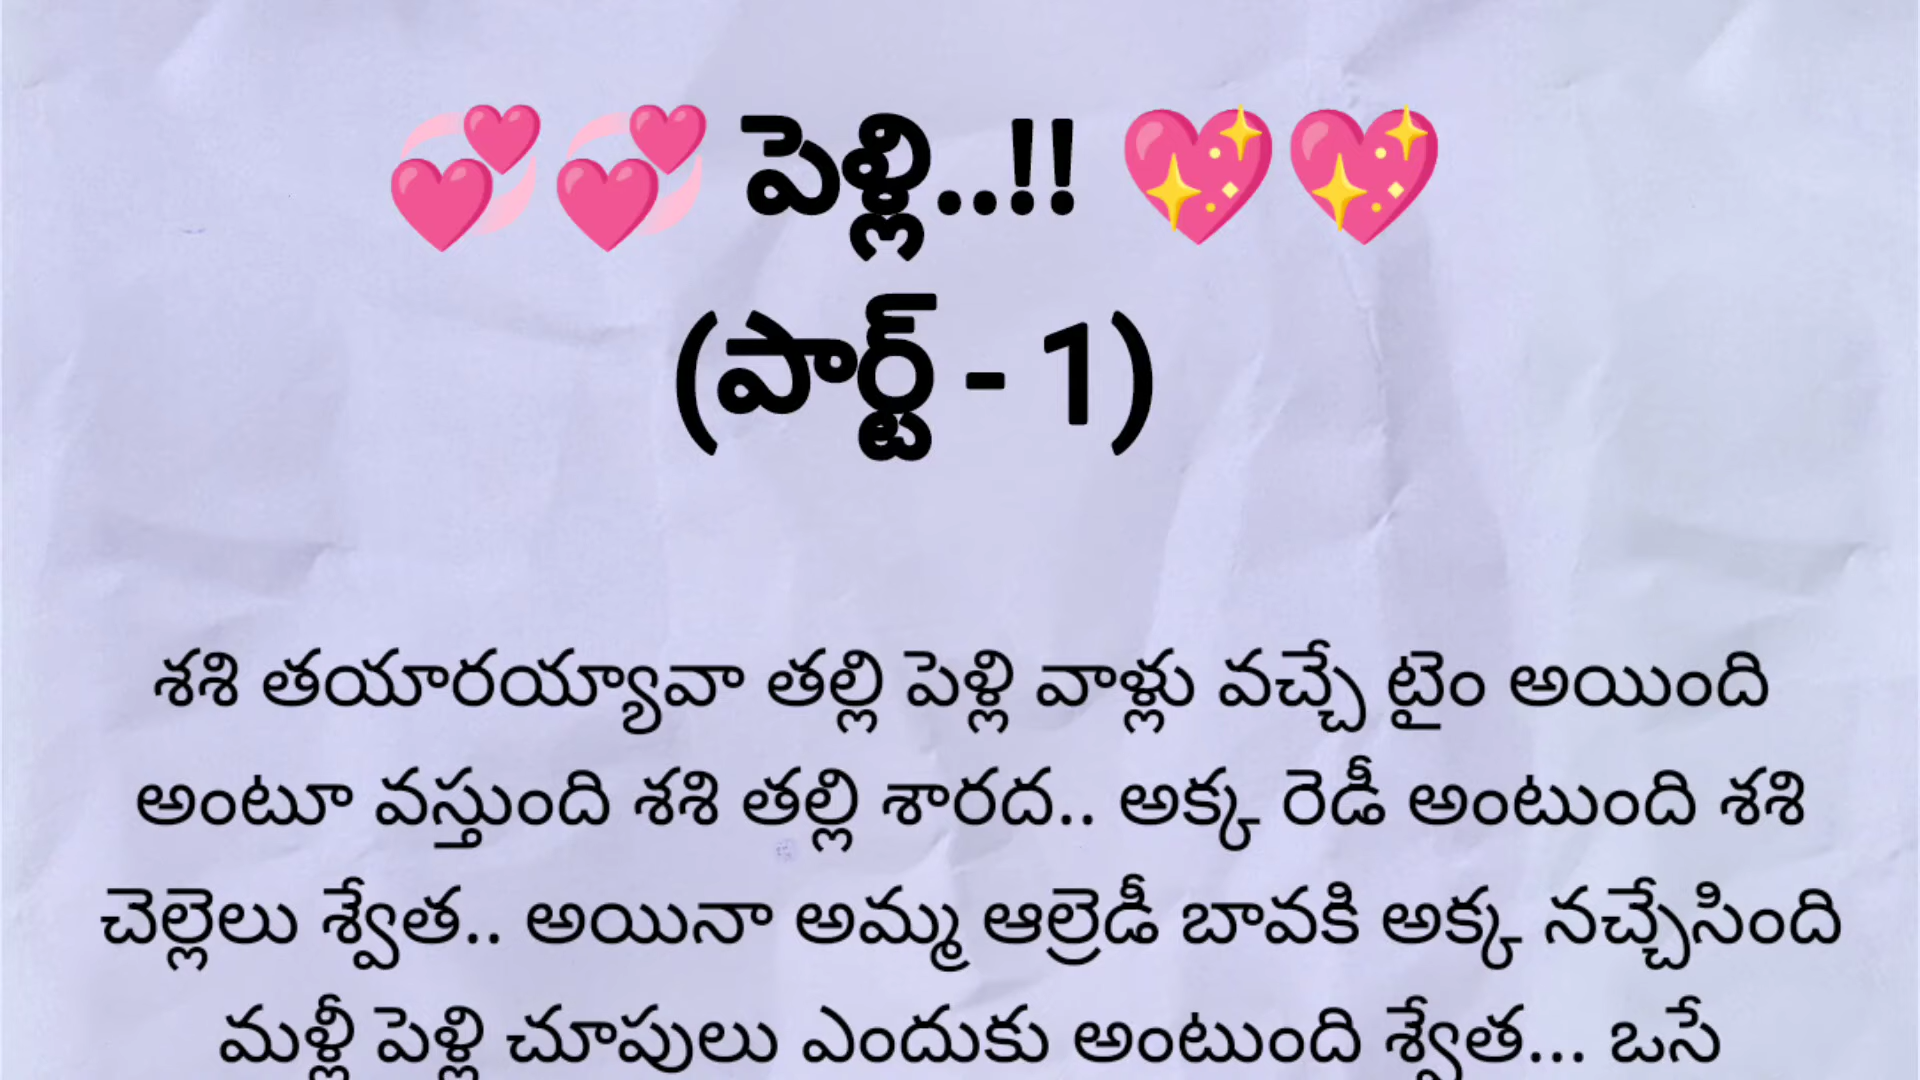 💞💞 పెళ్లి..!! 💖💖
(పార్ట్ - 1)
శశి తయారయ్యావా తల్లి పెళ్లి వాళ్లు వచ్చే టైం అయింది
అంటూ వస్తుంది శశి తల్లి శారద.. అక్క రెడీ అంటుంది శశి
చెల్లెలు శ్వేత.. అయినా అమ్మ ఆల్రెడీ బావకి అక్క నచ్చేసింది
మళ్లీ పెళ్లి చూపులు ఎందుకు అంటుంది శ్వేత... ఒసే